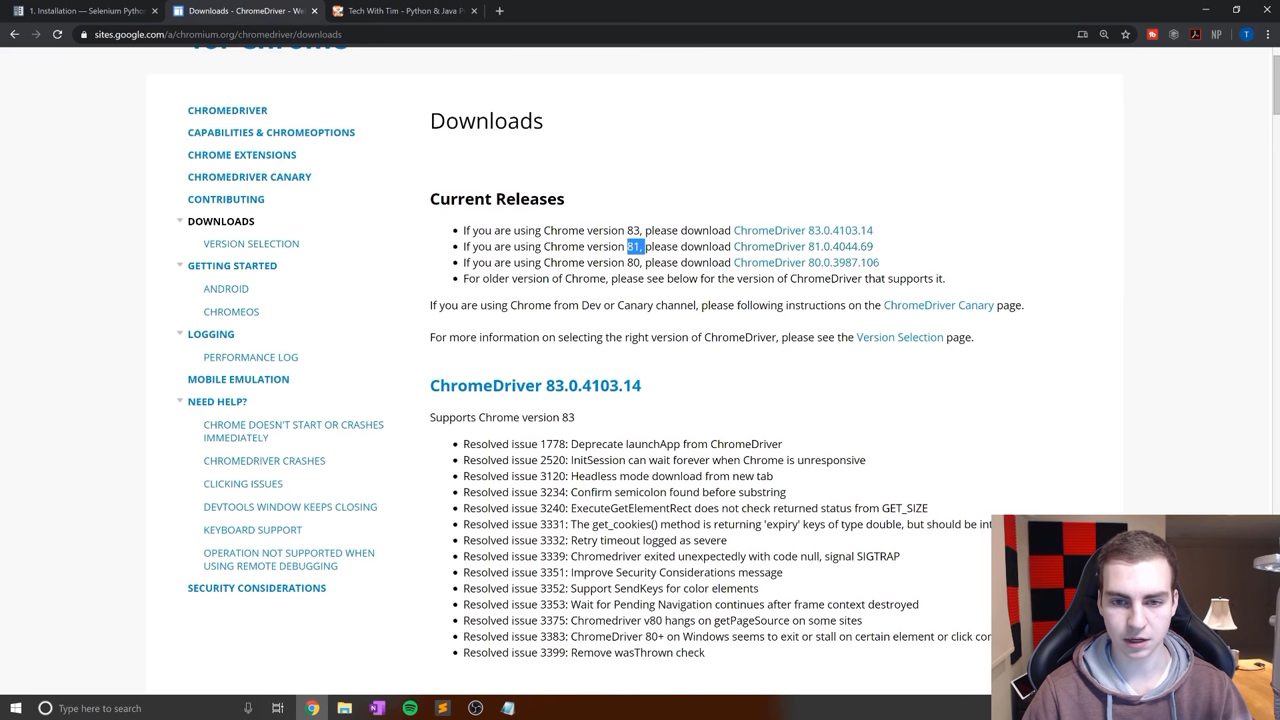 1. Installation — Selenium Python
Downloads - ChromeDriver - We
Tech With Tim - Python & Java P
sites.google.com/a/chromium.org/chromedriver/downloads
NP
T
CHROMEDRIVER
CAPABILITIES & CHROMEOPTIONS
CHROME EXTENSIONS
CHROMEDRIVER CANARY
CONTRIBUTING
DOWNLOADS
VERSION SELECTION
GETTING STARTED
ANDROID
CHROMEOS
LOGGING
PERFORMANCE LOG
MOBILE EMULATION
NEED HELP?
CHROME DOESN'T START OR CRASHES
IMMEDIATELY
CHROMEDRIVER CRASHES
CLICKING ISSUES
DEVTOOLS WINDOW KEEPS CLOSING
KEYBOARD SUPPORT
OPERATION NOT SUPPORTED WHEN
USING REMOTE DEBUGGING
SECURITY CONSIDERATIONS
Downloads
Current Releases
If you are using Chrome version 83, please download ChromeDriver 83.0.4103.14
If you are using Chrome version 81, please download ChromeDriver 81.0.4044.69
If you are using Chrome version 80, please download ChromeDriver 80.0.3987.106
For older version of Chrome, please see below for the version of ChromeDriver that supports it.
If you are using Chrome from Dev or Canary channel, please following instructions on the ChromeDriver Canary page.
For more information on selecting the right version of ChromeDriver, please see the Version Selection page.
ChromeDriver 83.0.4103.14
Supports Chrome version 83
Resolved issue 1778: Deprecate launchApp from ChromeDriver
Resolved issue 2520: InitSession can wait forever when Chrome is unresponsive
Resolved issue 3120: Headless mode download from new tab
Resolved issue 3234: Confirm semicolon found before substring
Resolved issue 3240: ExecuteGetElementRect does not check returned status from GET_SIZE
Resolved issue 3331: The get_cookies() method is returning 'expiry' keys of type double, but should be int
Resolved issue 3332: Retry timeout logged as severe
Resolved issue 3339: Chromedriver exited unexpectedly with code null, signal SIGTRAP
Resolved issue 3351: Improve Security Considerations message
Resolved issue 3352: Support SendKeys for color elements
Resolved issue 3353: Wait for Pending Navigation continues after frame context destroyed
Resolved issue 3375: Chromedriver v80 hangs on getPageSource on some sites
Resolved issue 3383: ChromeDriver 80+ on Windows seems to exit or stall on certain element or click con
Resolved issue 3399: Remove wasThrown check
Type here to search